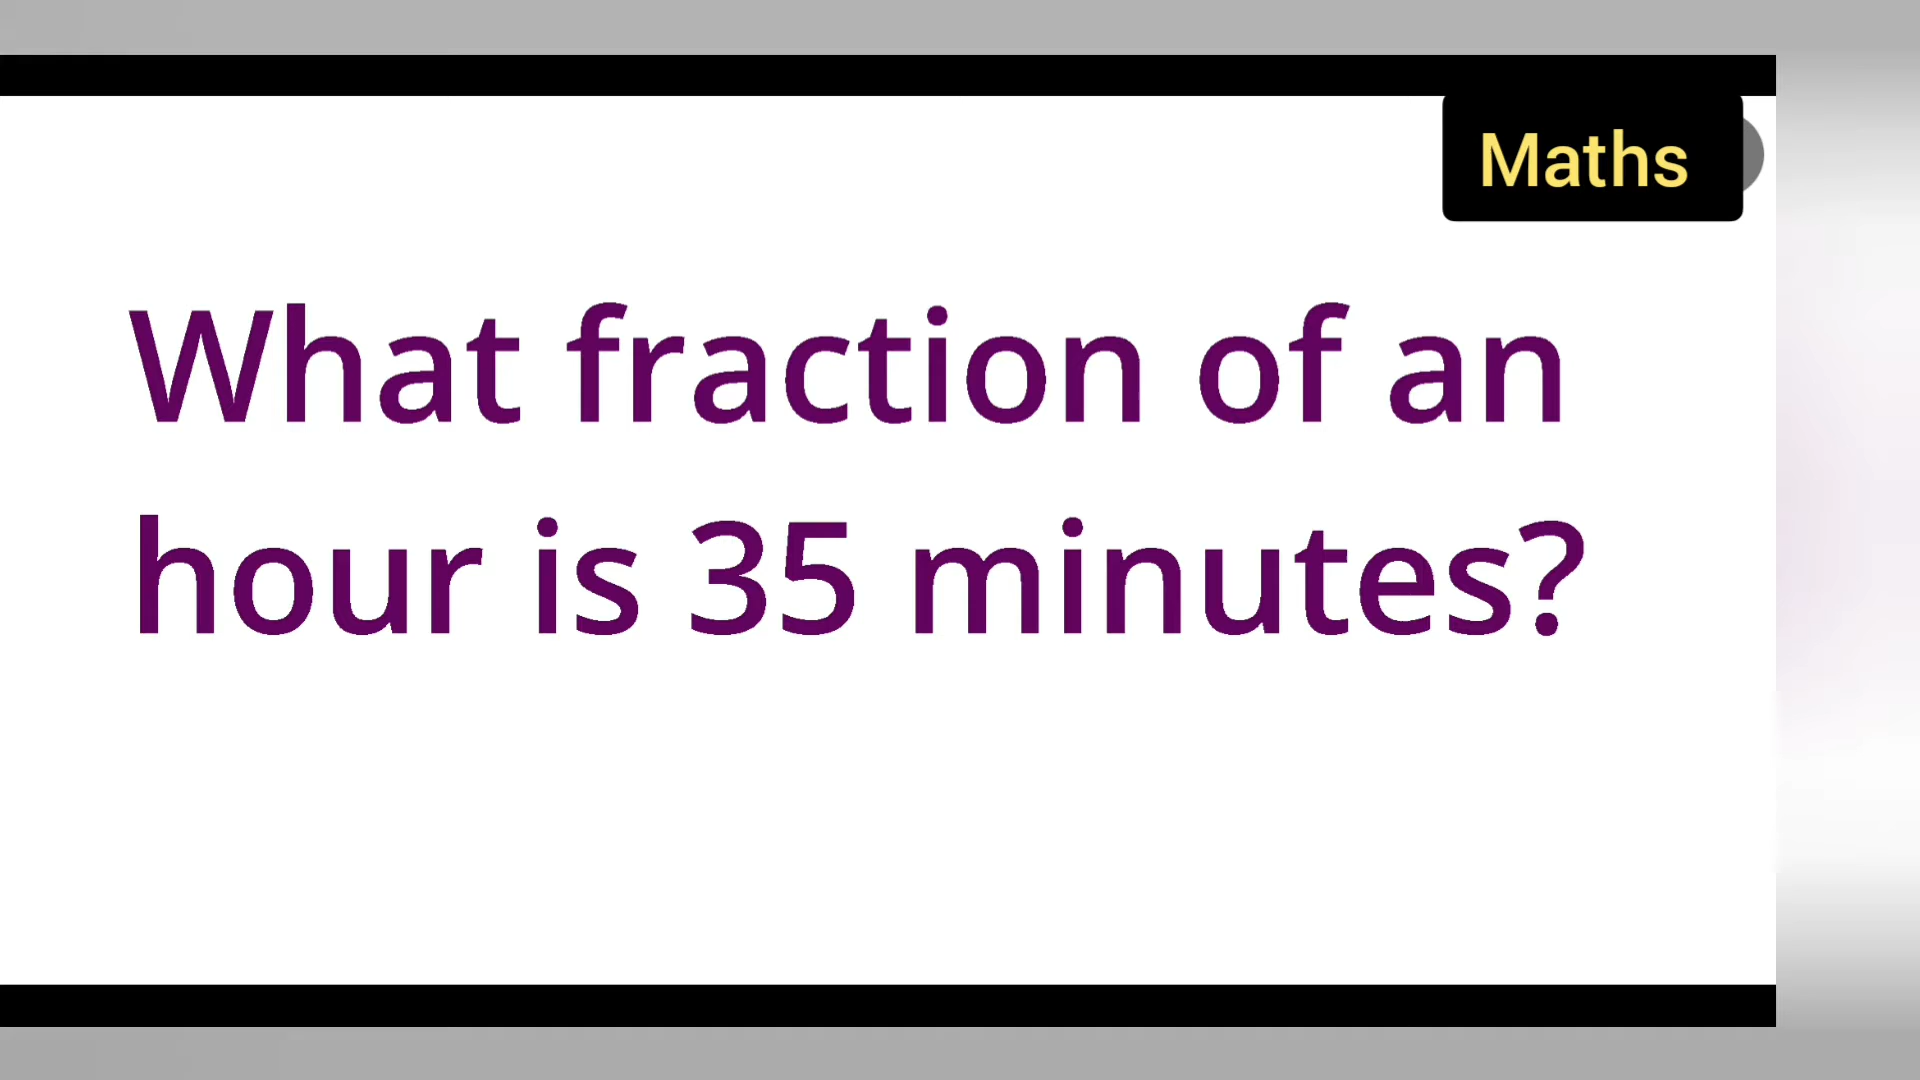 Maths
What fraction of an
hour is 35 minutes?